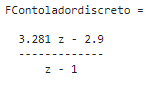 FContoladordiscreto =
3.281 z - 2.9
-------------
z - 1